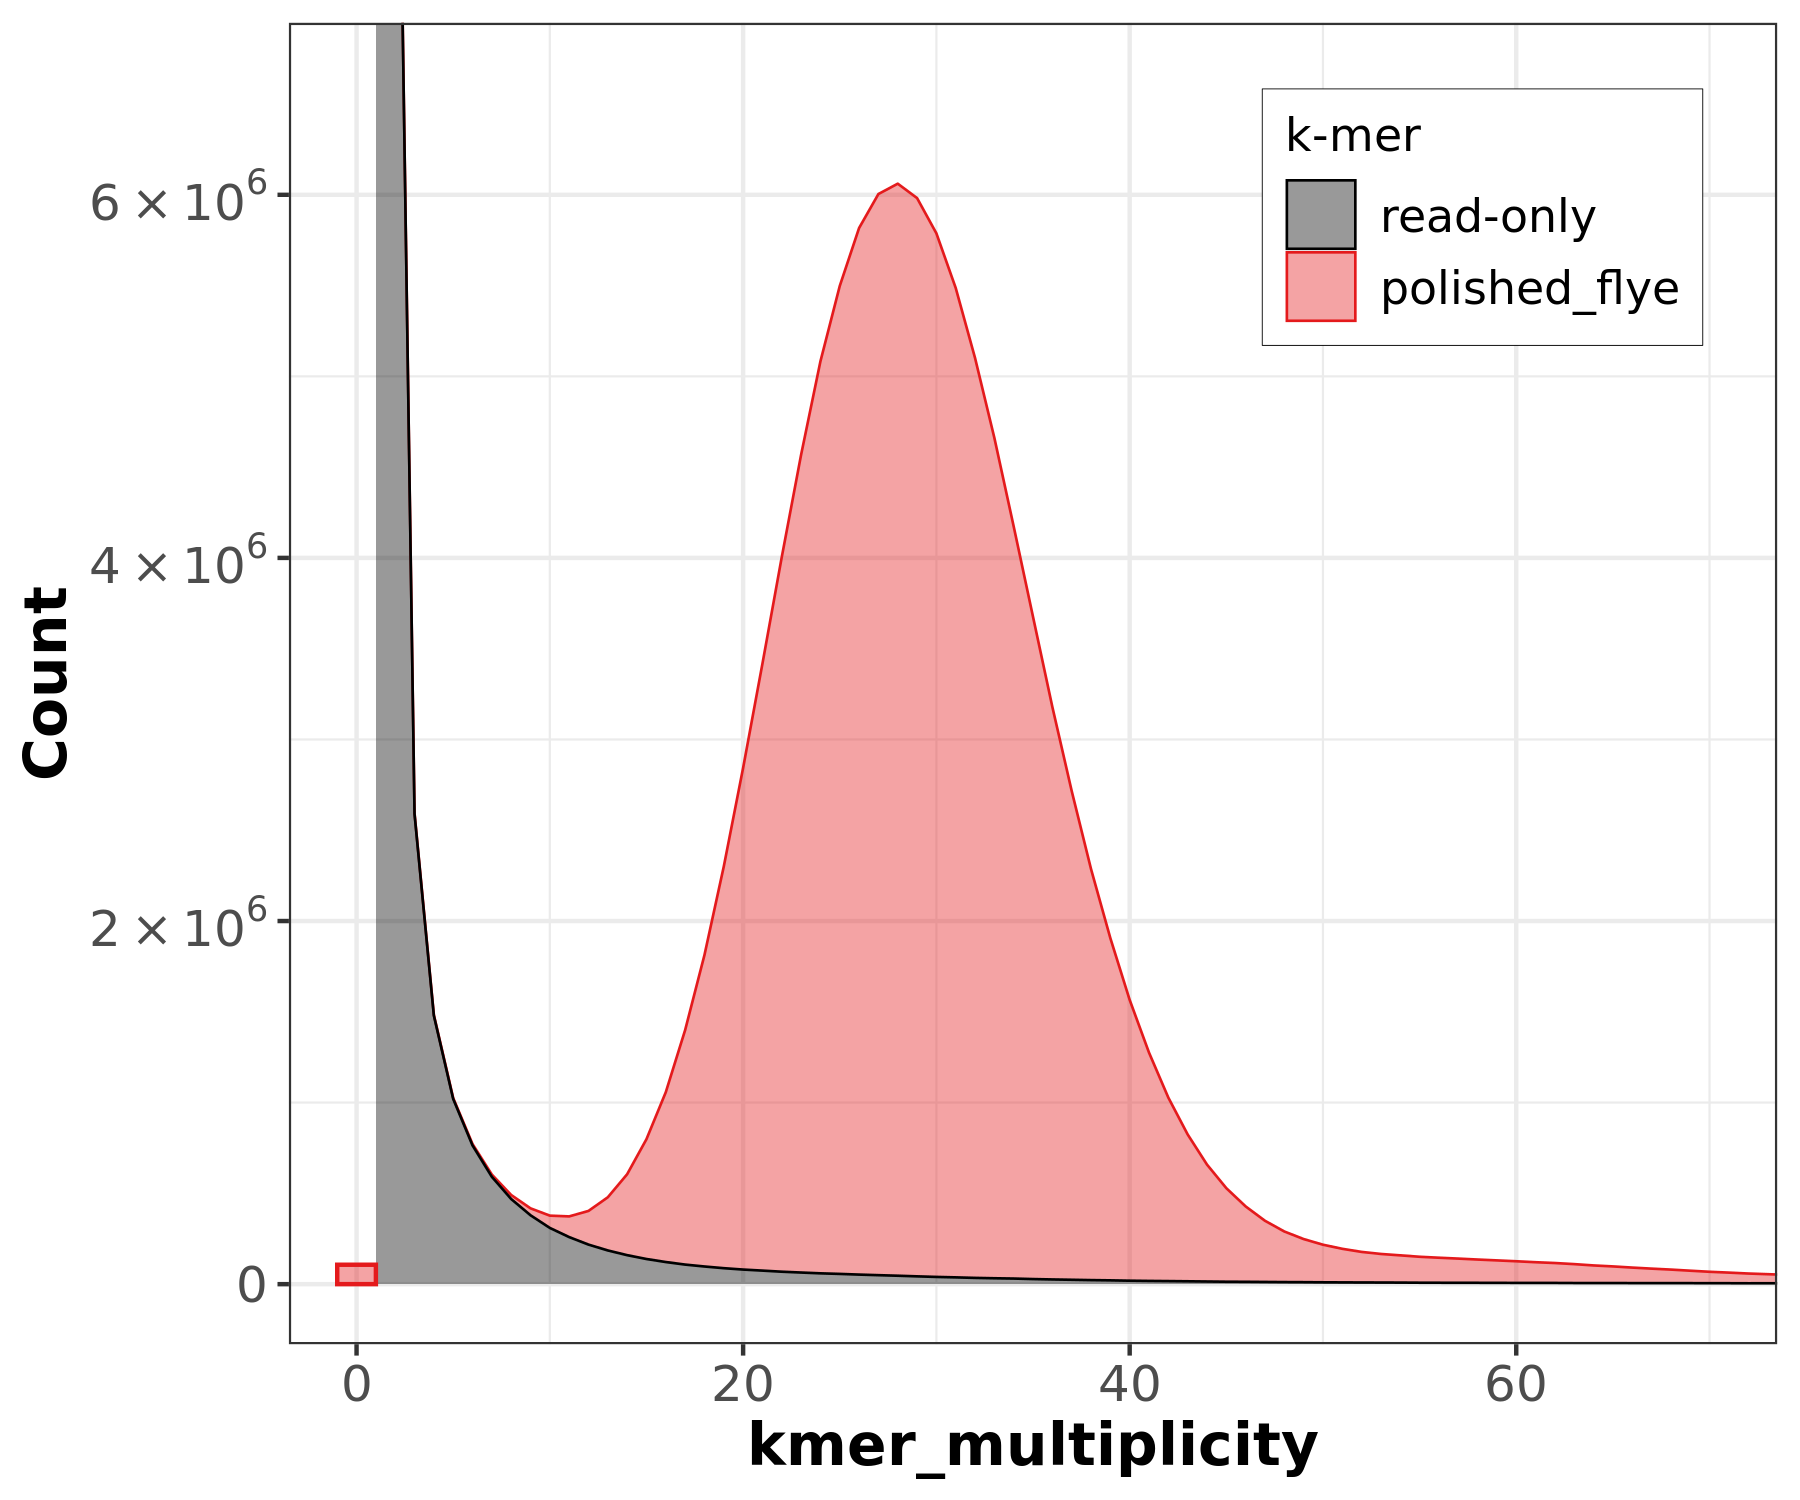 k-mer
read-only
polished_flye
6 × 10⁶
4 × 10⁶
2 × 10⁶
0
Count
0 20 40 60
kmer_multiplicity